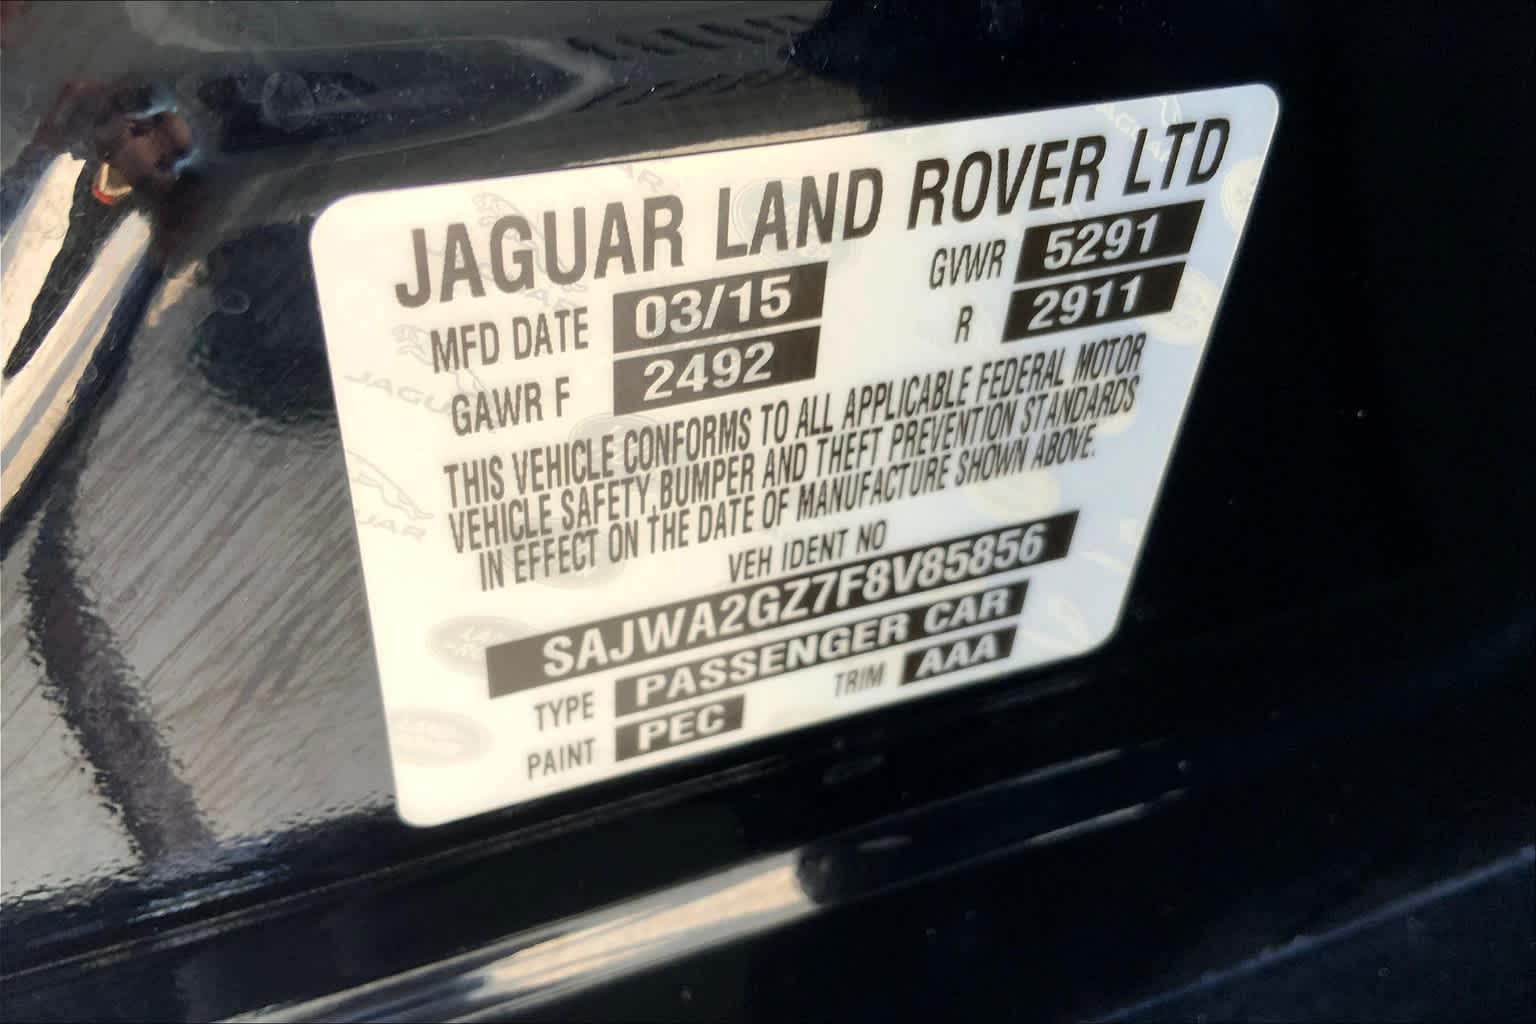 JAGUAR LAND ROVER LTD
MFD DATE 03/15 GVWR 5291
GAWR F 2492 R 2911
THIS VEHICLE CONFORMS TO ALL APPLICABLE FEDERAL MOTOR
VEHICLE SAFETY,BUMPER AND THEFT PREVENTION STANDARDS
IN EFFECT ON THE DATE OF MANUFACTURE SHOWN ABOVE.
VEH IDENT NO
SAJWA2GZ7F8V85856
TYPE PASSENGER CAR
PAINT PEC TRIM AAA